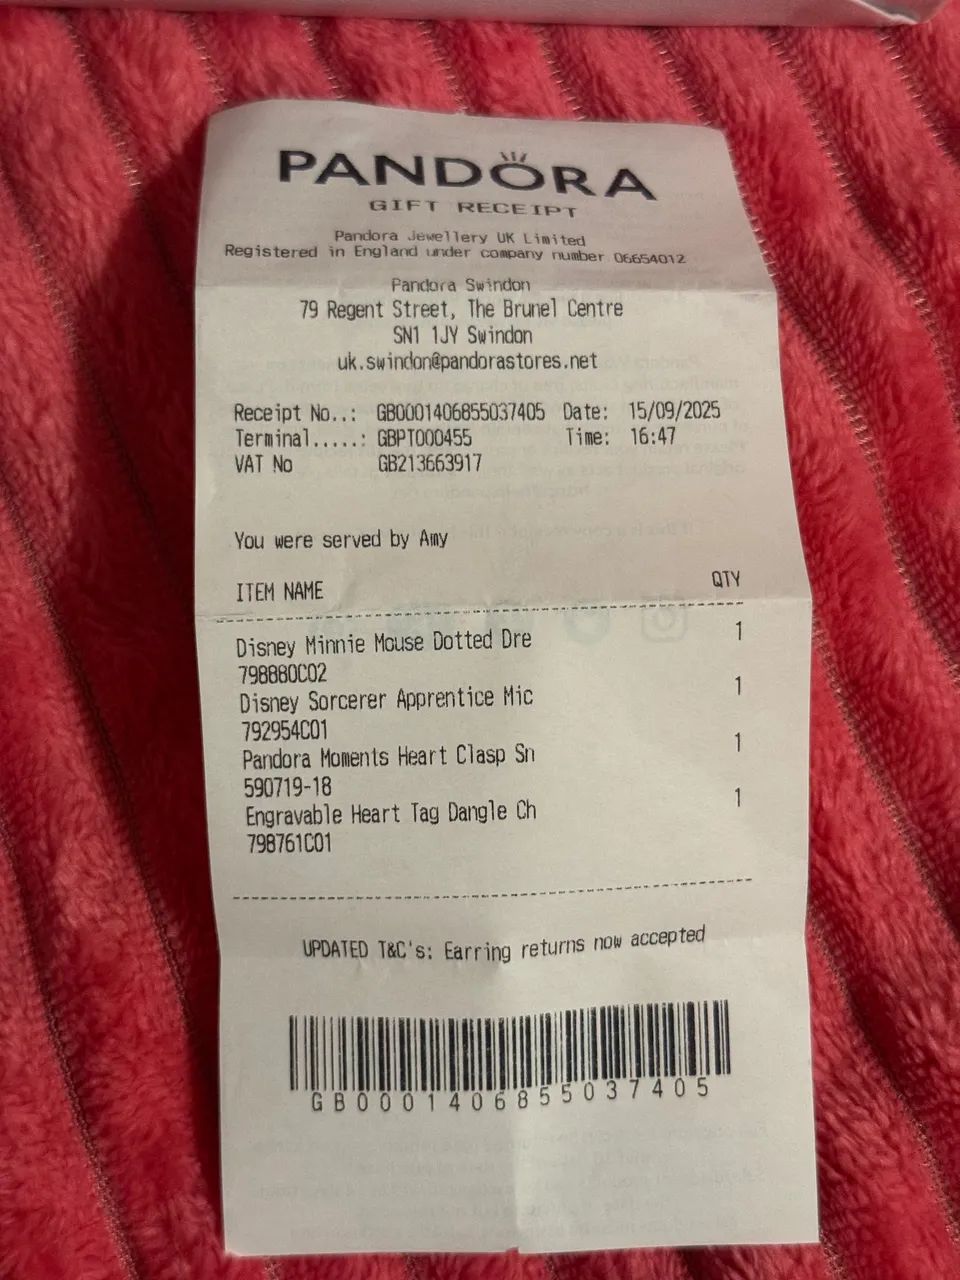 PANDORA
GIFT RECEIPT
Pandora Jewellery UK Limited
Registered in England under company number 06654012
Pandora Swindon
79 Regent Street, The Brunel Centre
SN1 1JY Swindon
uk.swindon@pandorastores.net
Receipt No..: GB0001406855037405 Date: 15/09/2025
Terminal.....: GBPT000455 Time: 16:47
VAT No GB213663917
You were served by Amy
ITEM NAME QTY
Disney Minnie Mouse Dotted Dre 1
798880C02
Disney Sorcerer Apprentice Mic 1
792954C01
Pandora Moments Heart Clasp Sn 1
590719-18
Engravable Heart Tag Dangle Ch 1
798761C01
UPDATED T&C's: Earring returns now accepted
GB0001406855037405